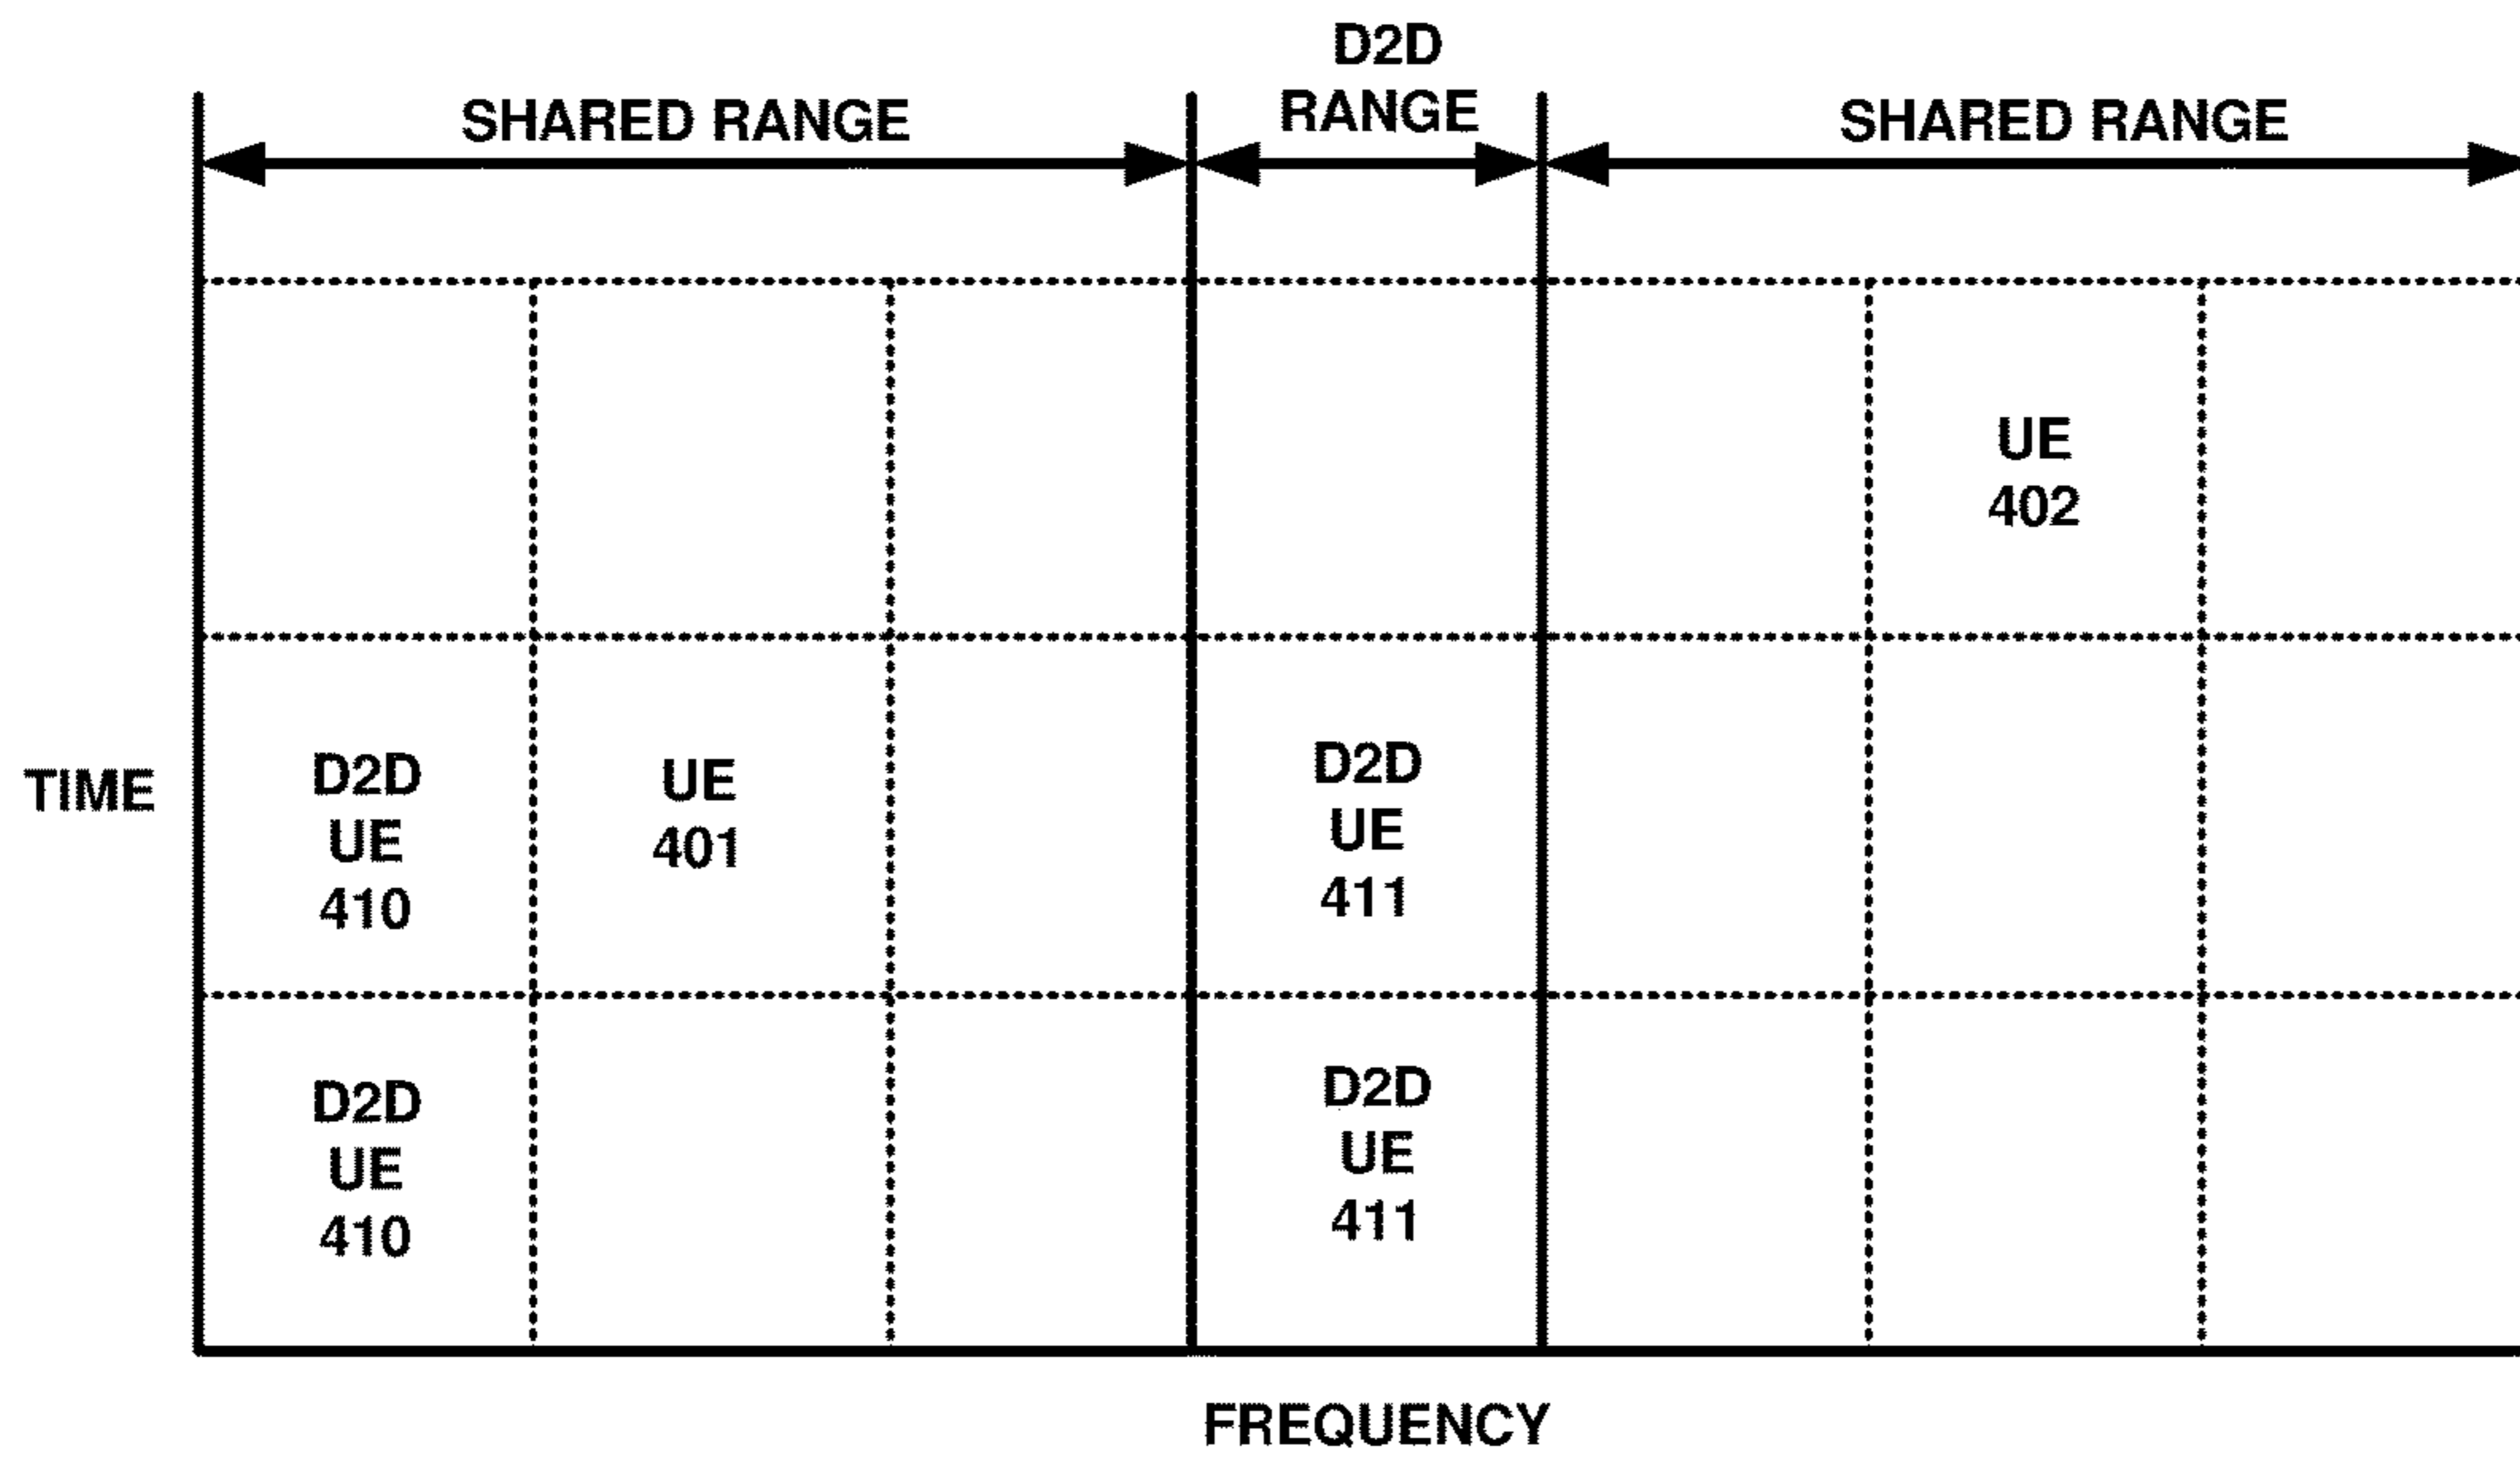 D2D
RANGE
SHARED RANGE
SHARED RANGE
UE
402
TIME
D2D
UE
410
UE
401
D2D
UE
411
D2D
UE
410
D2D
UE
411
FREQUENCY